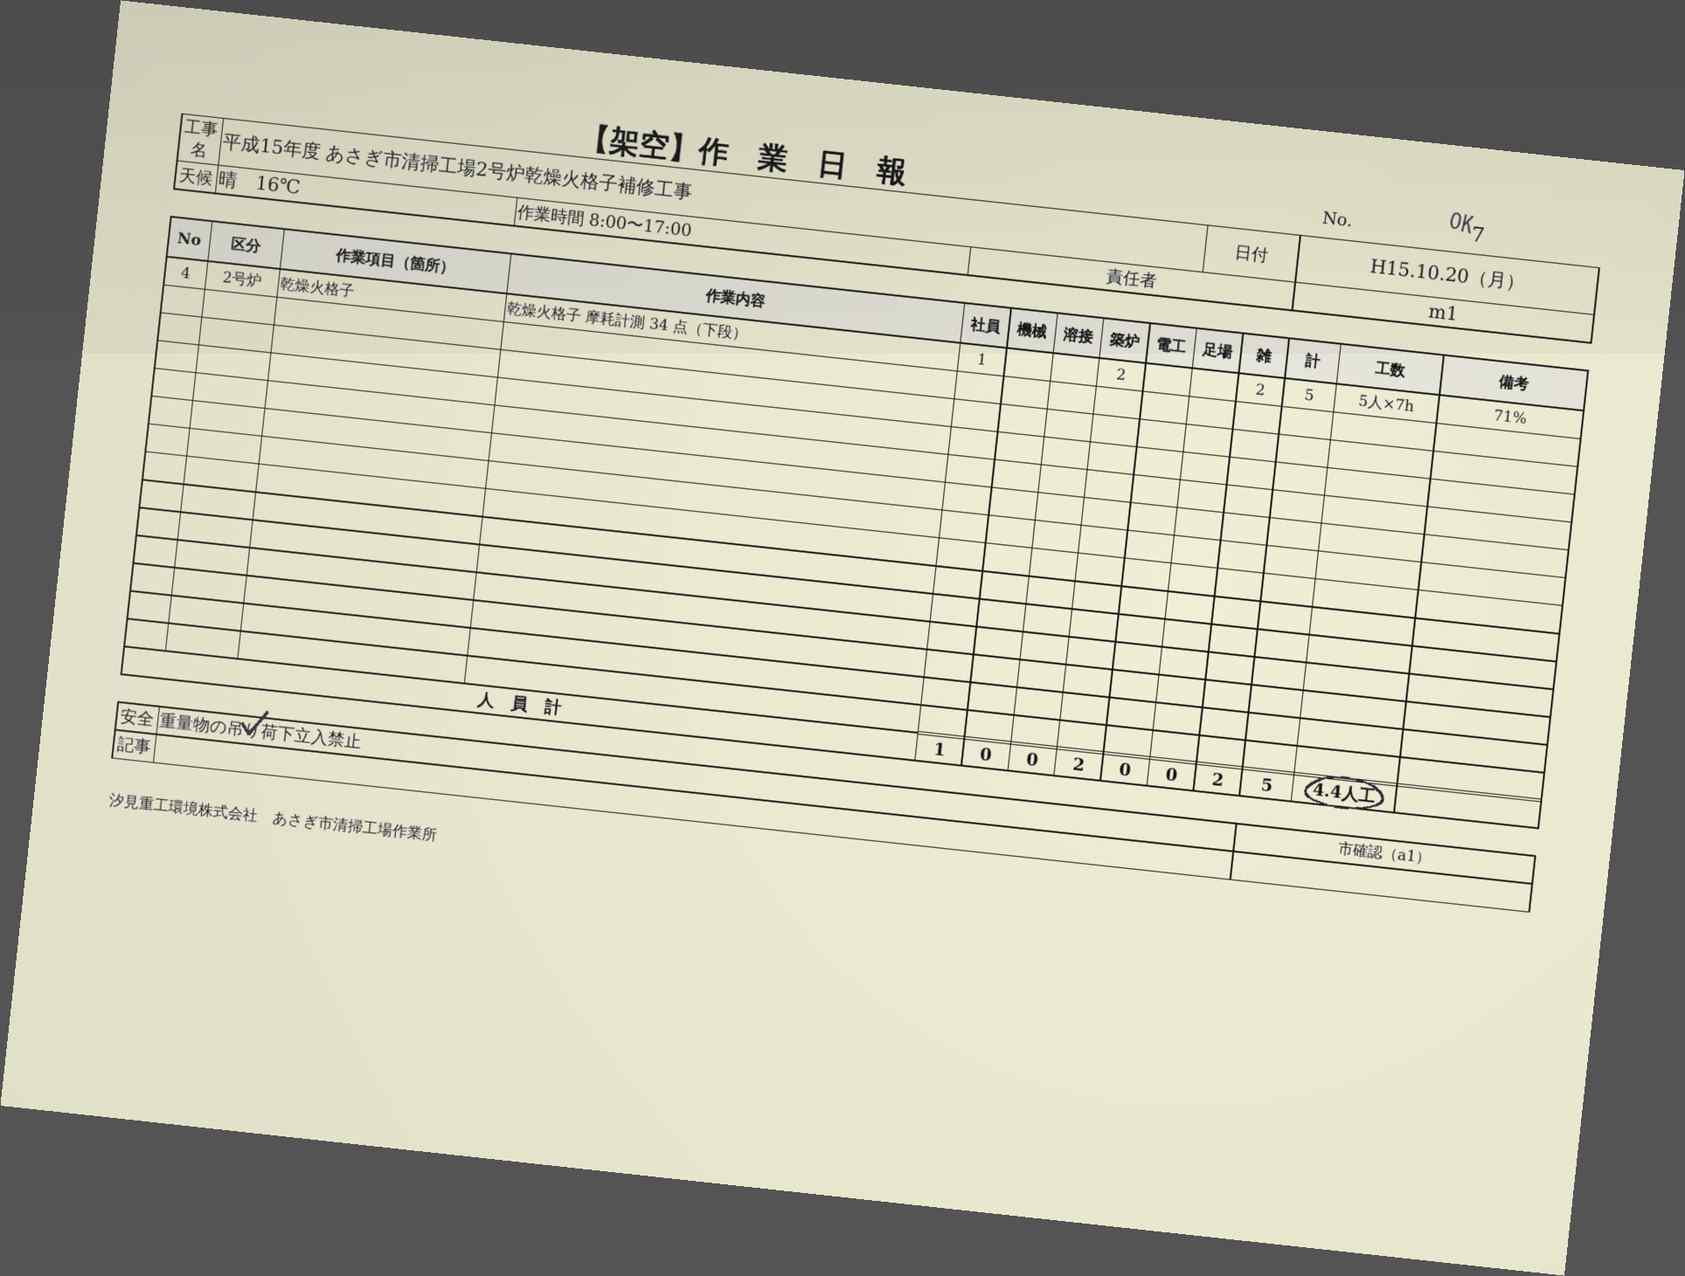 【架空】作　業　日　報
No. OK7
工事名 平成15年度 あさぎ市清掃工場2号炉乾燥火格子補修工事 日付 H15.10.20（月）
天候 晴　16℃ 作業時間 8:00〜17:00 責任者 m1
No 区分 作業項目（箇所） 作業内容 社員 機械 溶接 築炉 電工 足場 雑 計 工数 備考
4 2号炉 乾燥火格子 乾燥火格子 摩耗計測 34 点（下段） 1 2 2 5 5人×7h 71%
人　員　計 1 0 0 2 0 0 2 5 4.4人工
安全 重量物の吊り荷下立入禁止 市確認（a1）
記事
汐見重工環境株式会社　あさぎ市清掃工場作業所